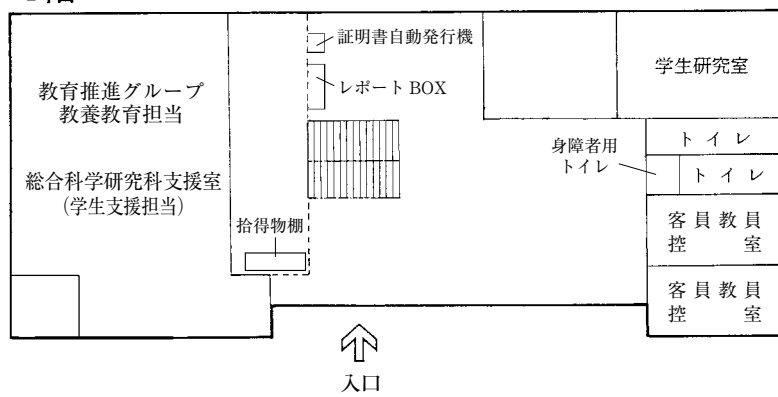 証明書自動発行機
レポート BOX
教育推進グループ
教養教育担当
総合科学研究科支援室
(学生支援担当)
拾得物棚
学生研究室
トイレ
身障者用
トイレ
トイレ
客員教員
控室
客員教員
控室
入口